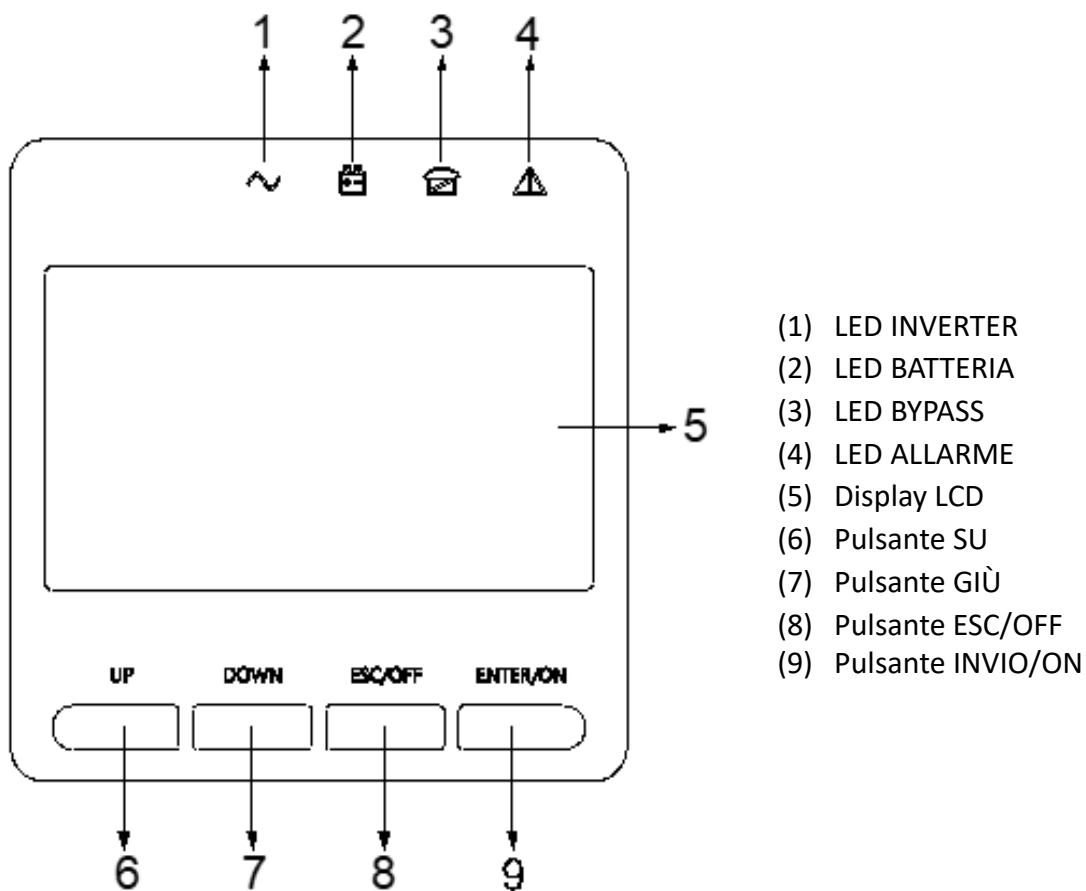 1 2 3 4
5
UP DOWN ESC/OFF ENTER/ON
6 7 8 9
(1) LED INVERTER
(2) LED BATTERIA
(3) LED BYPASS
(4) LED ALLARME
(5) Display LCD
(6) Pulsante SU
(7) Pulsante GIÙ
(8) Pulsante ESC/OFF
(9) Pulsante INVIO/ON